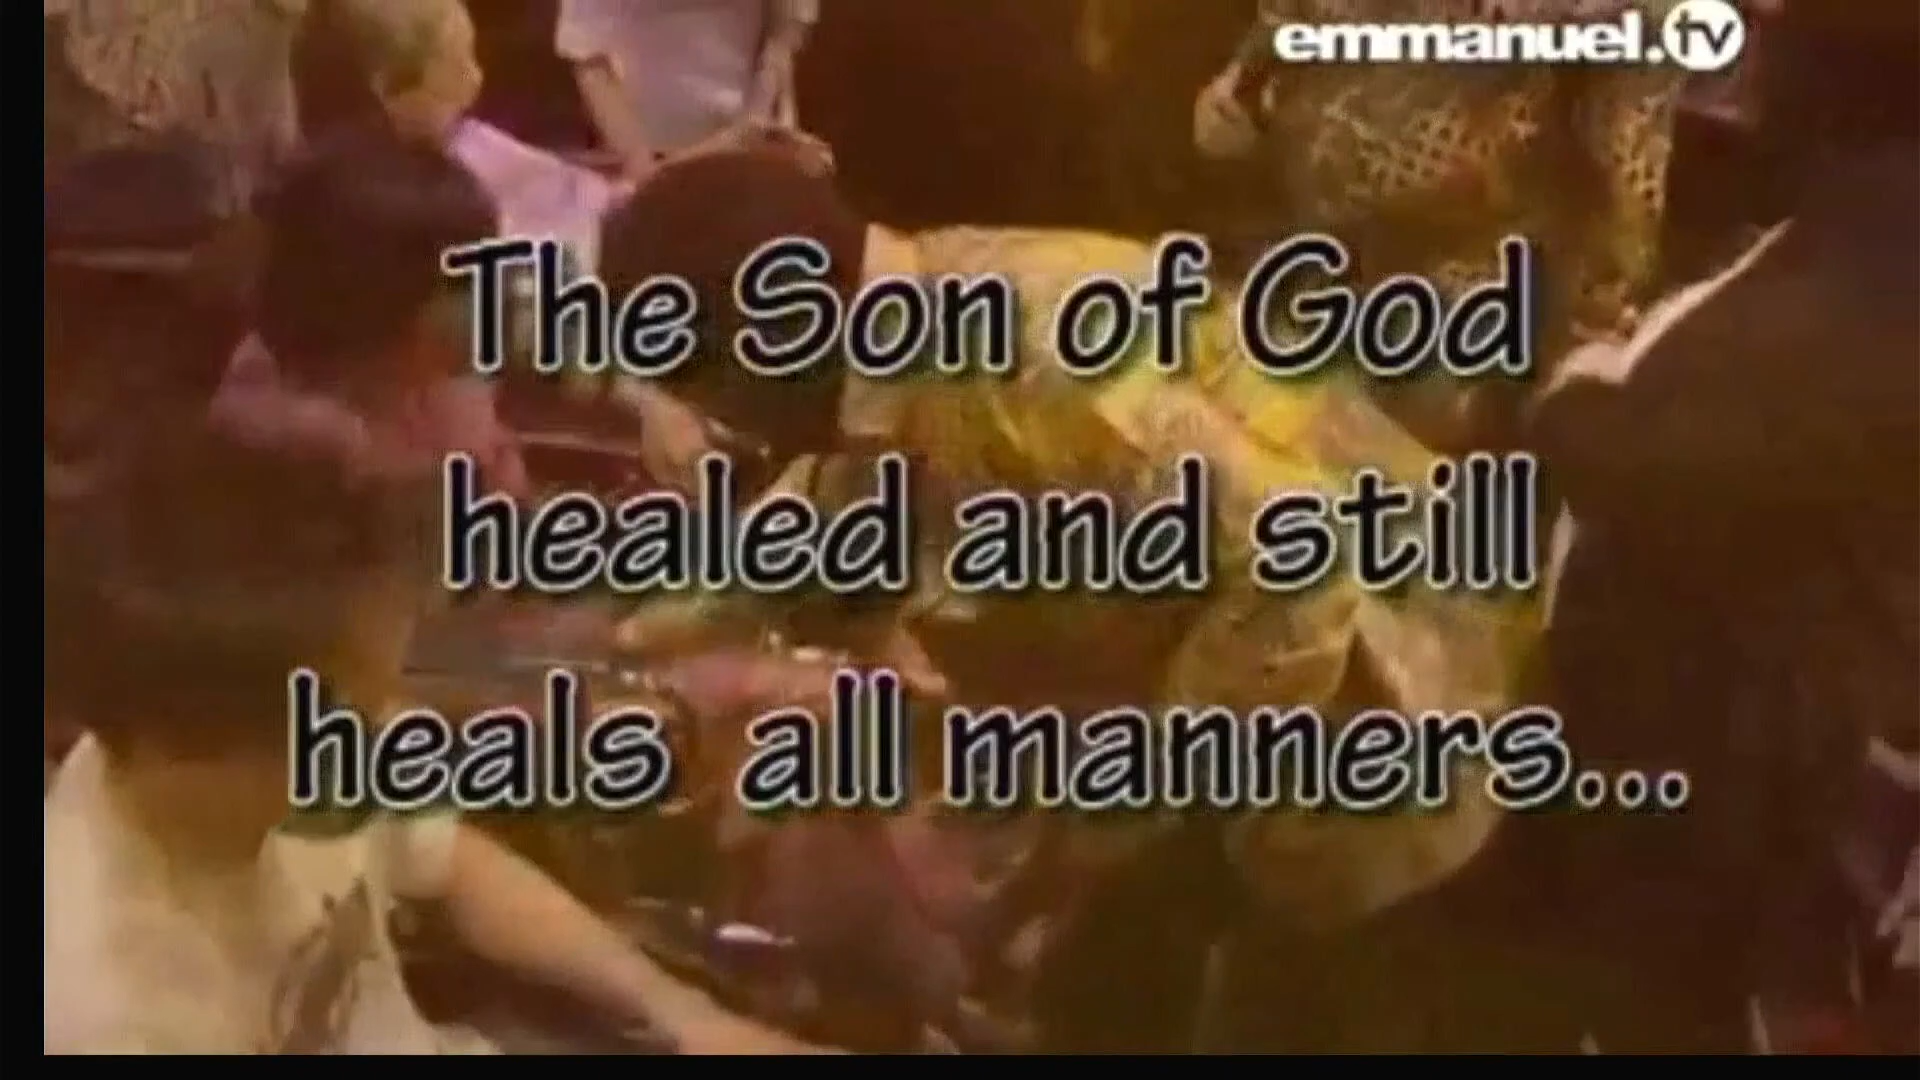 emmanuel.tv
The Son of God
healed and still
heals all manners...